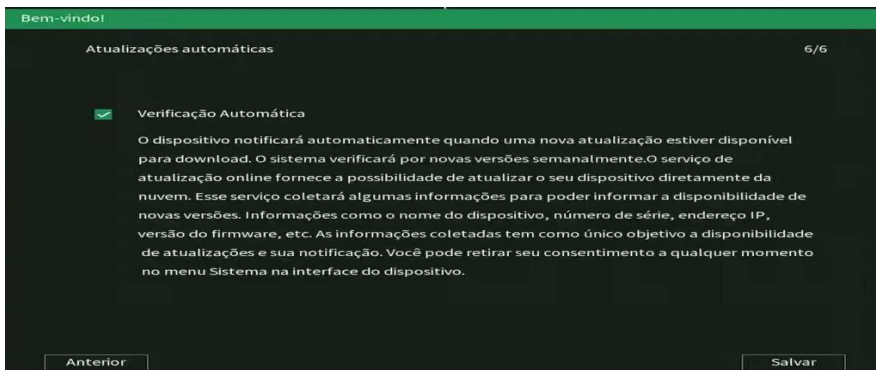 Bem-vindo!
Atualizações automáticas 6/6
Verificação Automática
O dispositivo notificará automaticamente quando uma nova atualização estiver disponível
para download. O sistema verificará por novas versões semanalmente.O serviço de
atualização online fornece a possibilidade de atualizar o seu dispositivo diretamente da
nuvem. Esse serviço coletará algumas informações para poder informar a disponibilidade de
novas versões. Informações como o nome do dispositivo, número de série, endereço IP,
versão do firmware, etc. As informações coletadas tem como único objetivo a disponibilidade
de atualizações e sua notificação. Você pode retirar seu consentimento a qualquer momento
no menu Sistema na interface do dispositivo.
Anterior Salvar